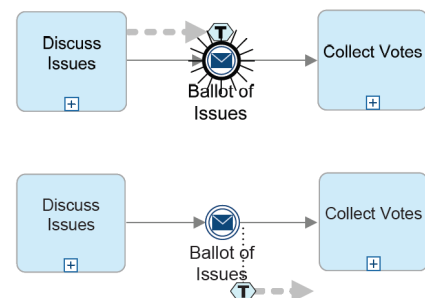 T
Discuss
Issues
Collect Votes
Ballot of
Issues
Discuss
Issues
Collect Votes
Ballot of
Issues
T